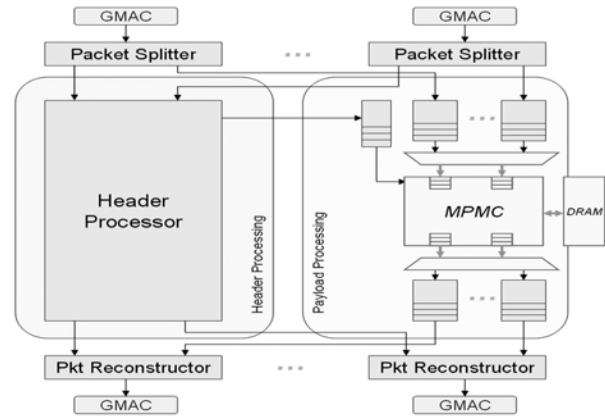 GMAC
GMAC
Packet Splitter
Packet Splitter
Header
Processor
Header Processing
Payload Processing
MPMC
DRAM
Pkt Reconstructor
Pkt Reconstructor
GMAC
GMAC